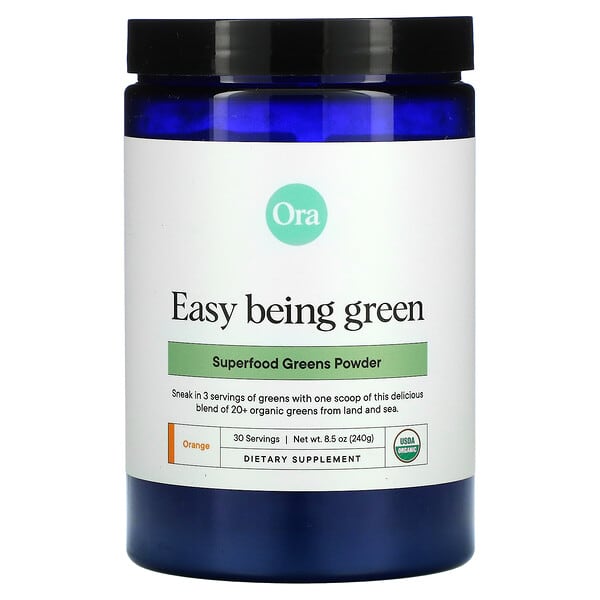 Ora
Easy being green
Superfood Greens Powder
Sneak in 3 servings of greens with one scoop of this delicious
blend of 20+ organic greens from land and sea.
Orange
30 Servings | Net wt. 8.5 oz (240g)
DIETARY SUPPLEMENT
USDA
ORGANIC